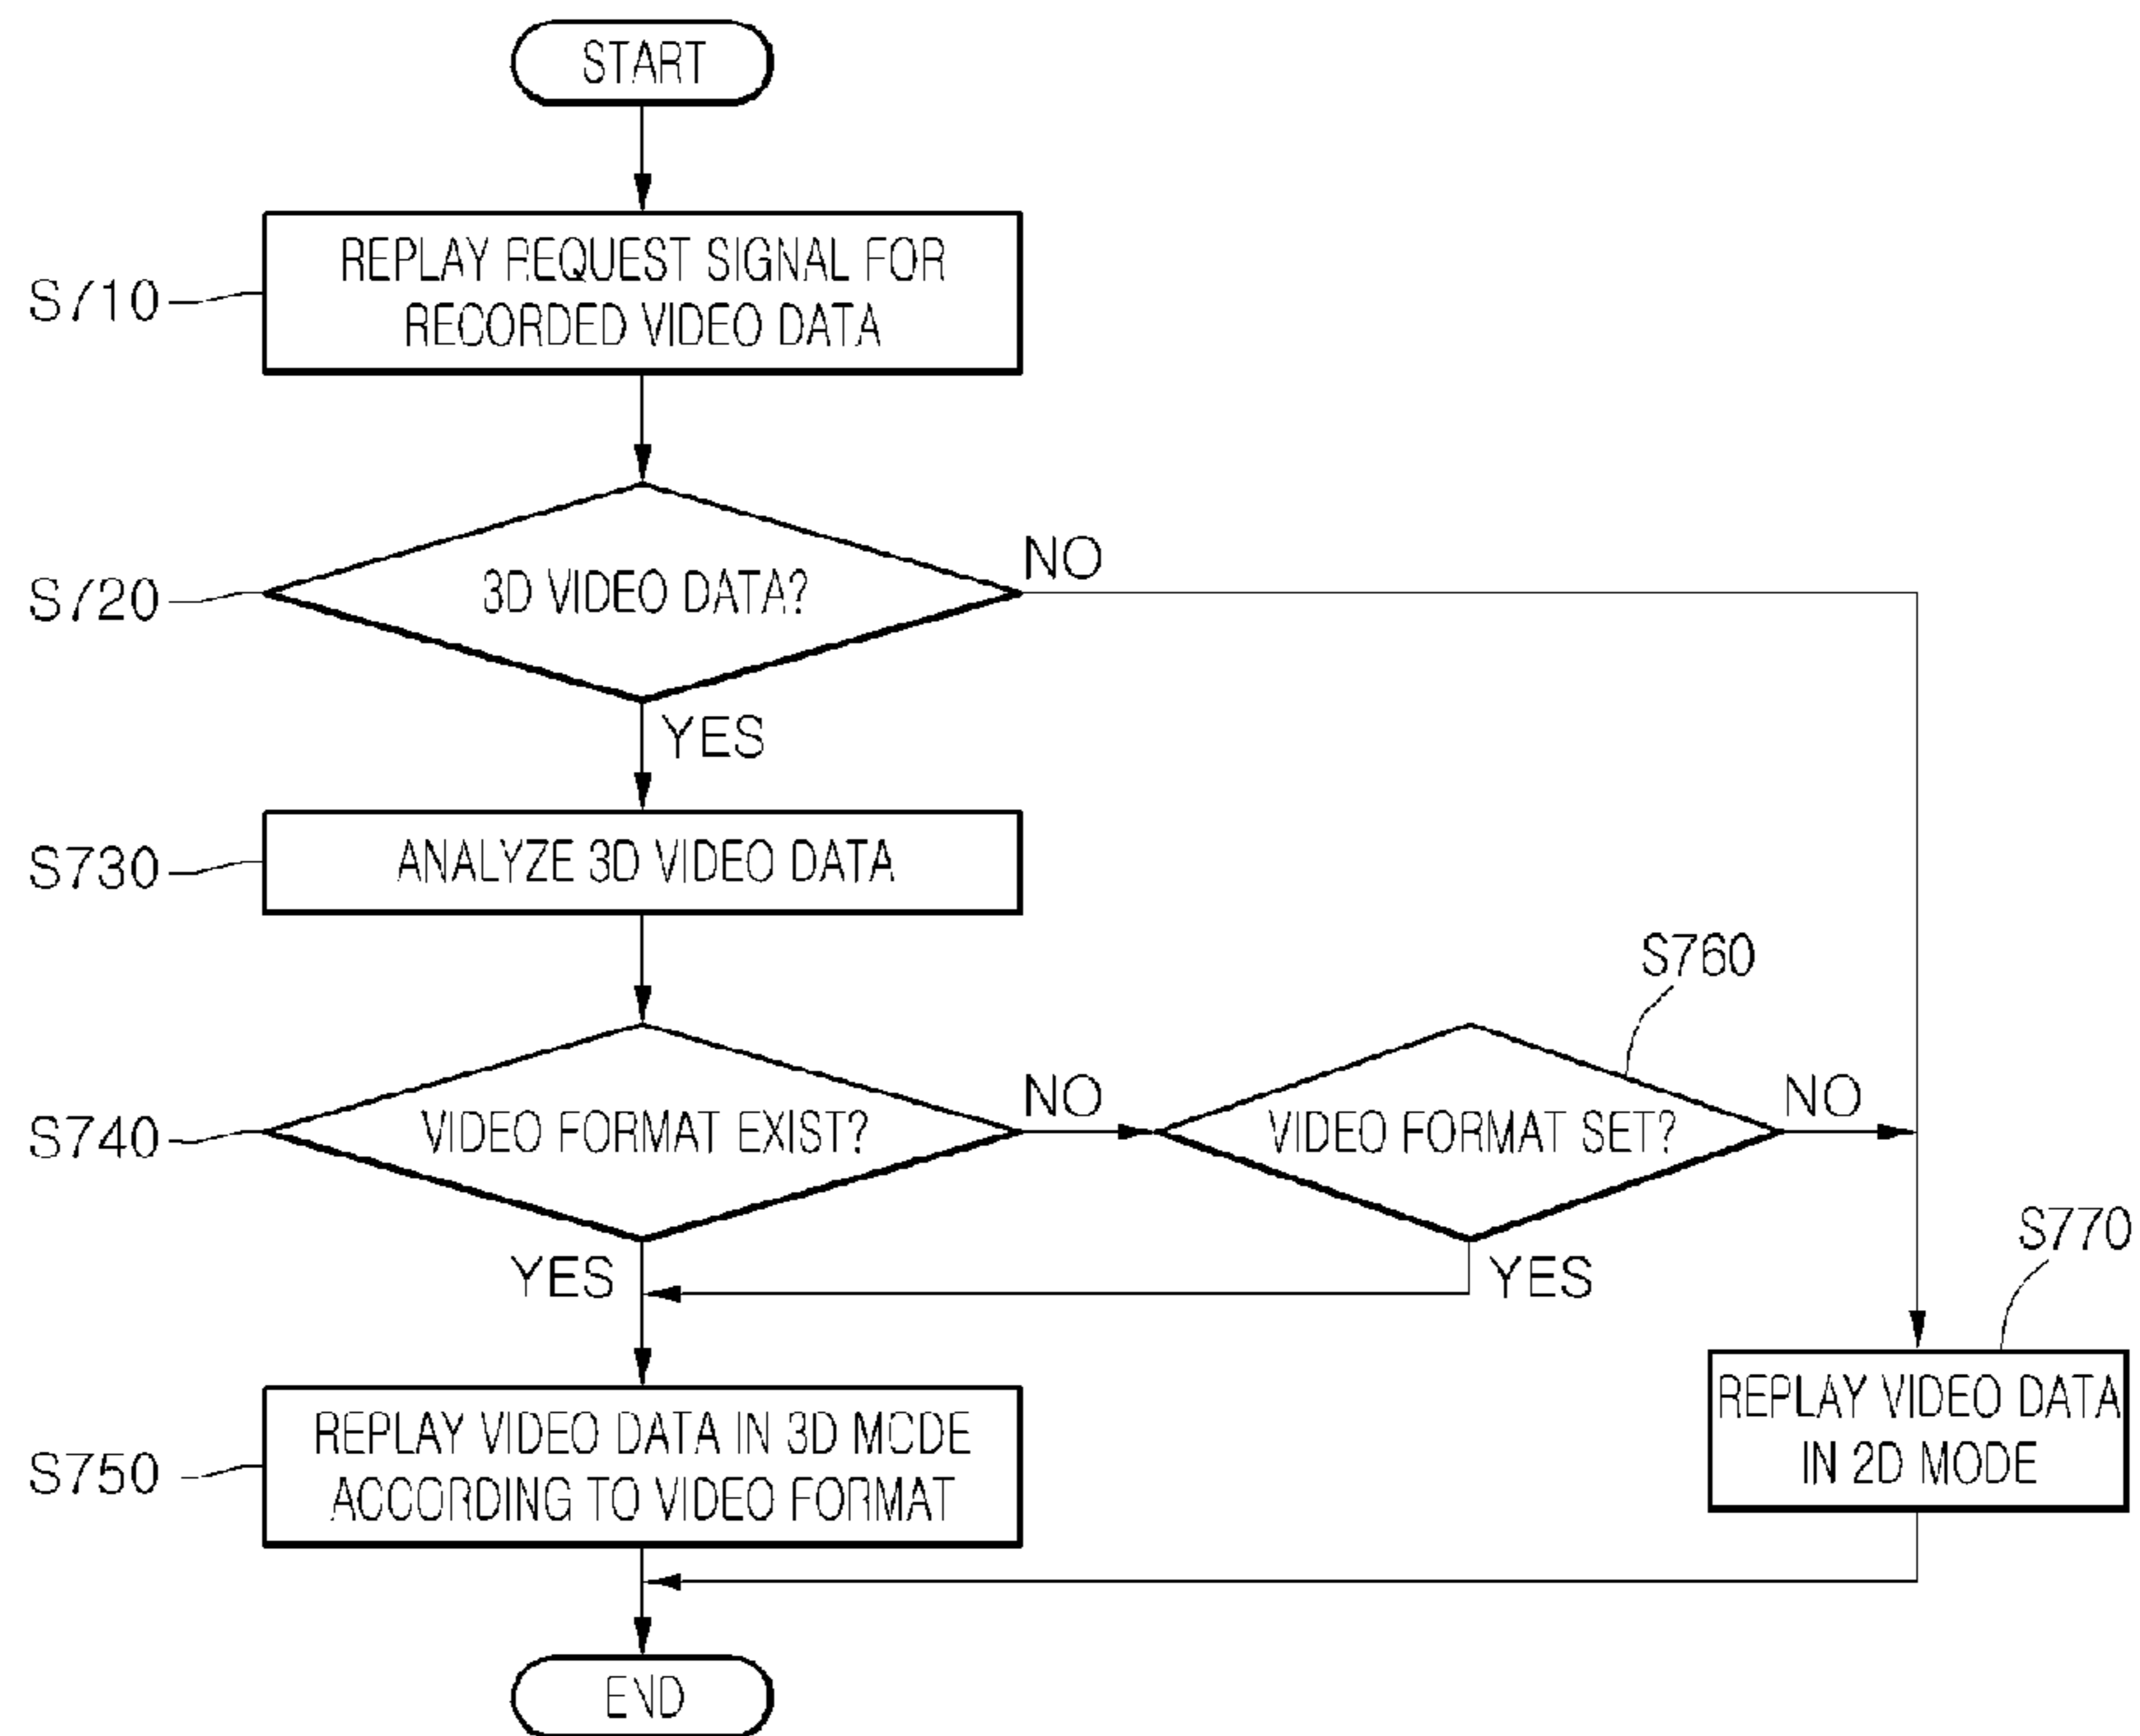 START
S710
REPLAY REQUEST SIGNAL FOR
RECORDED VIDEO DATA
S720
3D VIDEO DATA?
NO
YES
S730
ANALYZE 3D VIDEO DATA
S760
S740
VIDEO FORMAT EXIST?
NO
VIDEO FORMAT SET?
NO
YES
YES
S770
S750
REPLAY VIDEO DATA IN 3D MODE
ACCORDING TO VIDEO FORMAT
REPLAY VIDEO DATA
IN 2D MODE
END